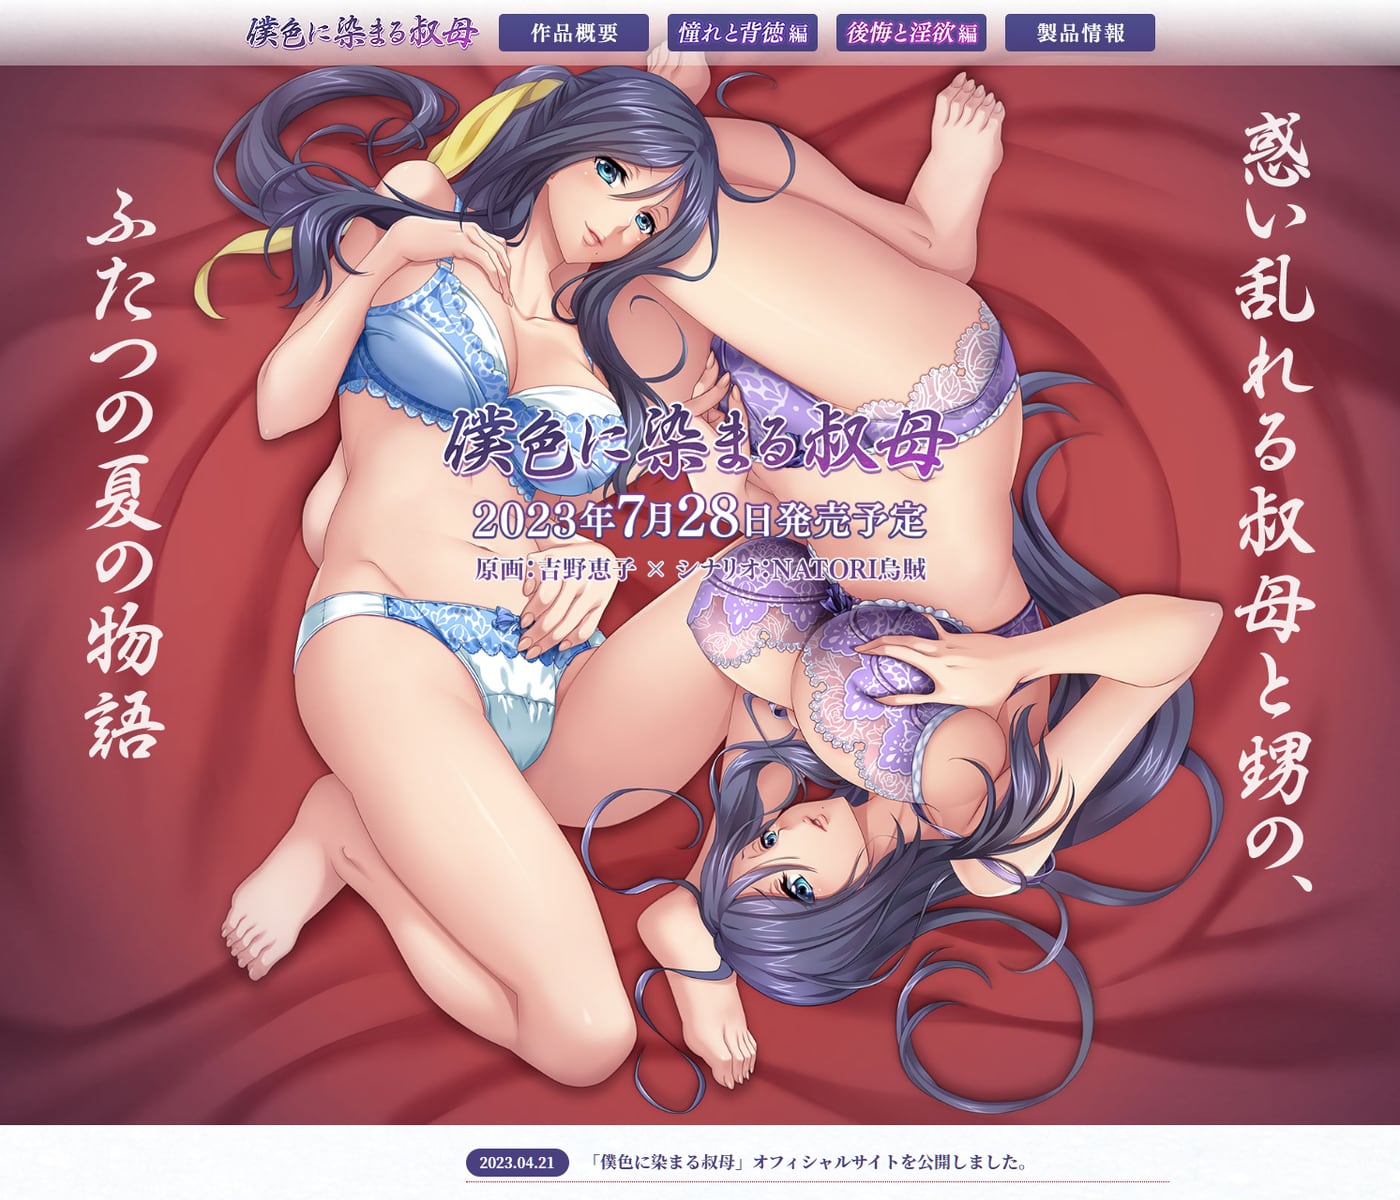 僕色に染まる叔母
作品概要
憧れと背徳編
後悔と淫欲編
製品情報
惑い乱れる叔母と甥の、
ふたつの夏の物語
僕色に染まる叔母
2023年7月28日発売予定
原画：吉野恵子 × シナリオ：NATORI烏賊
2023.04.21
「僕色に染まる叔母」オフィシャルサイトを公開しました。